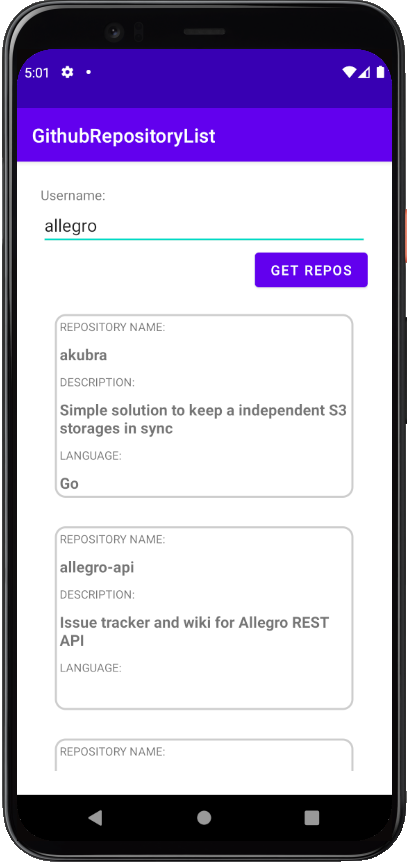 5:01
GithubRepositoryList
Username:
allegro
GET REPOS
REPOSITORY NAME:
akubra
DESCRIPTION:
Simple solution to keep a independent S3
storages in sync
LANGUAGE:
Go
REPOSITORY NAME:
allegro-api
DESCRIPTION:
Issue tracker and wiki for Allegro REST
API
LANGUAGE:
REPOSITORY NAME: